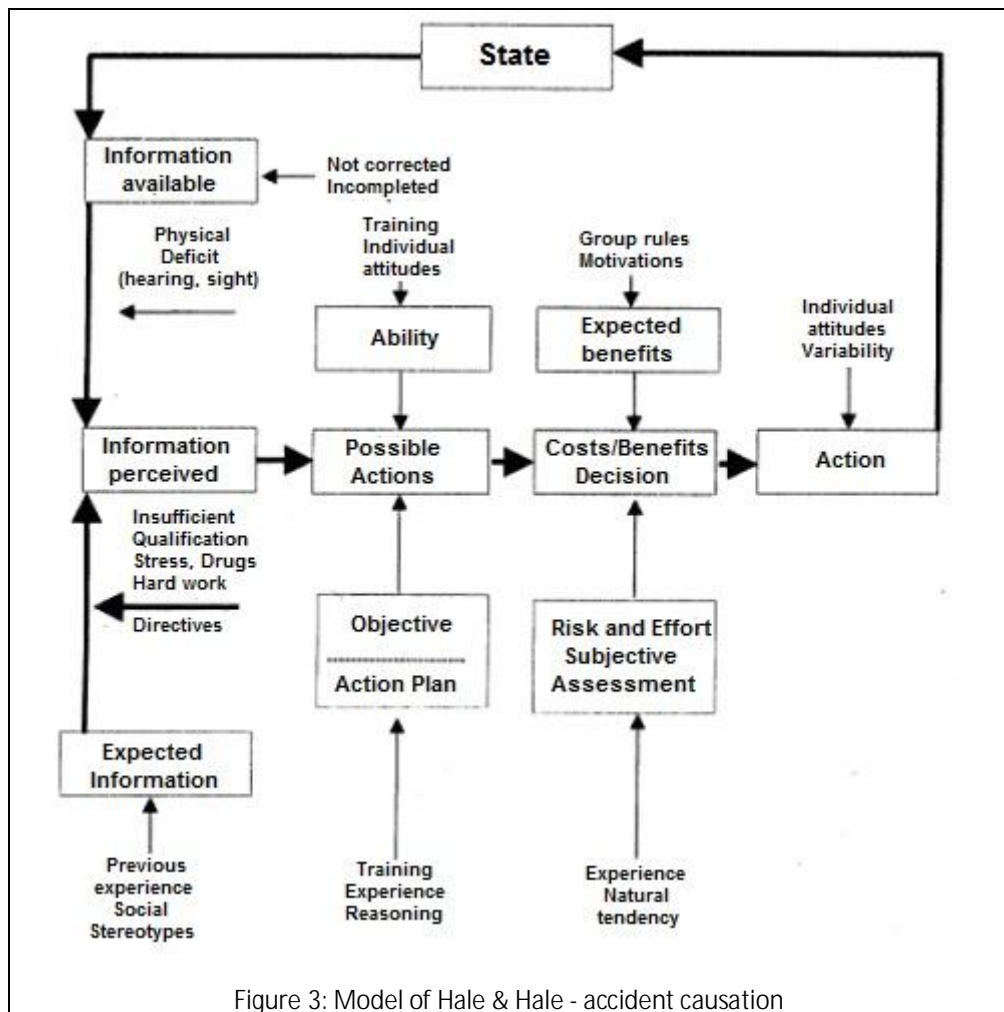 State
Information
available
Not corrected
Incompleted
Physical
Deficit
(hearing, sight)
Training
Individual
attitudes
Group rules
Motivations
Individual
attitudes
Variability
Ability
Expected
benefits
Information
perceived
Possible
Actions
Costs/Benefits
Decision
Action
Insufficient
Qualification
Stress, Drugs
Hard work
Directives
Objective
Action Plan
Risk and Effort
Subjective
Assessment
Expected
Information
Previous
experience
Social
Stereotypes
Training
Experience
Reasoning
Experience
Natural
tendency
Figure 3: Model of Hale & Hale - accident causation